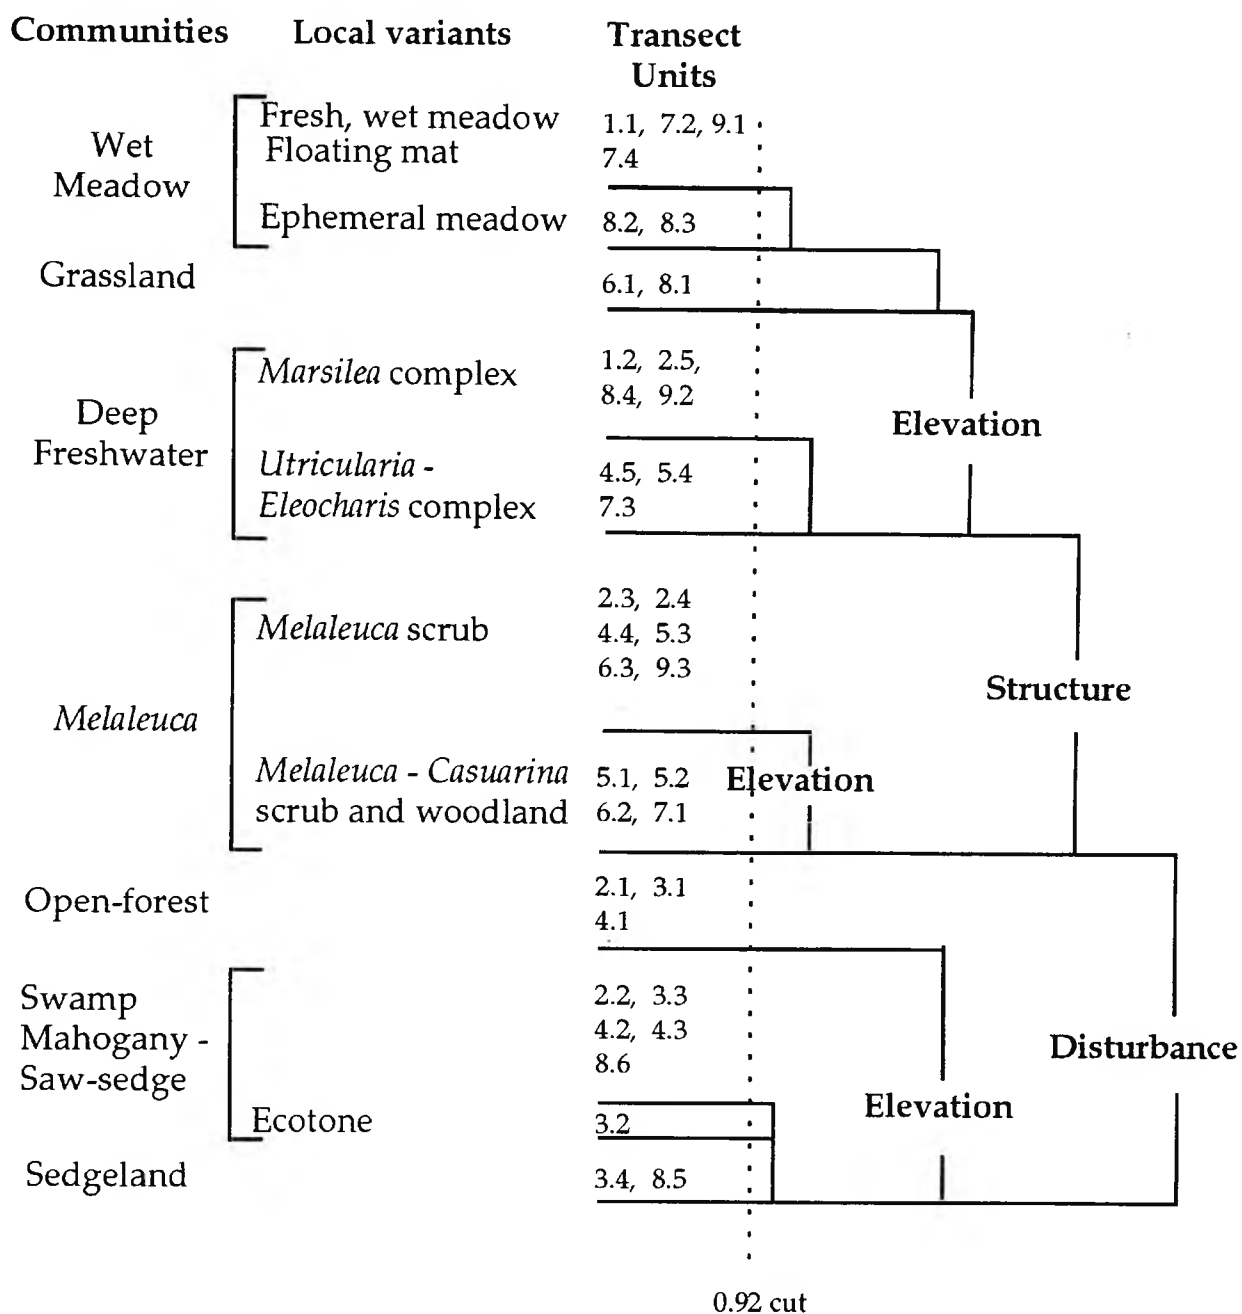 Communities Local variants Transect
Units
Fresh, wet meadow 1.1, 7.2, 9.1
Wet
Meadow
Floating mat 7.4
Ephemeral meadow 8.2, 8.3
Grassland 6.1, 8.1
Marsilea complex 1.2, 2.5,
8.4, 9.2
Deep
Freshwater
Elevation
Utricularia -
Eleocharis complex
4.5, 5.4
7.3
Melaleuca scrub
2.3, 2.4
4.4, 5.3
6.3, 9.3
Structure
Melaleuca
Melaleuca - Casuarina
scrub and woodland
5.1, 5.2
6.2, 7.1
Elevation
Open-forest
2.1, 3.1
4.1
Swamp
Mahogany -
Saw-sedge
2.2, 3.3
4.2, 4.3
8.6
Disturbance
Elevation
Ecotone 3.2
Sedgeland 3.4, 8.5
0.92 cut